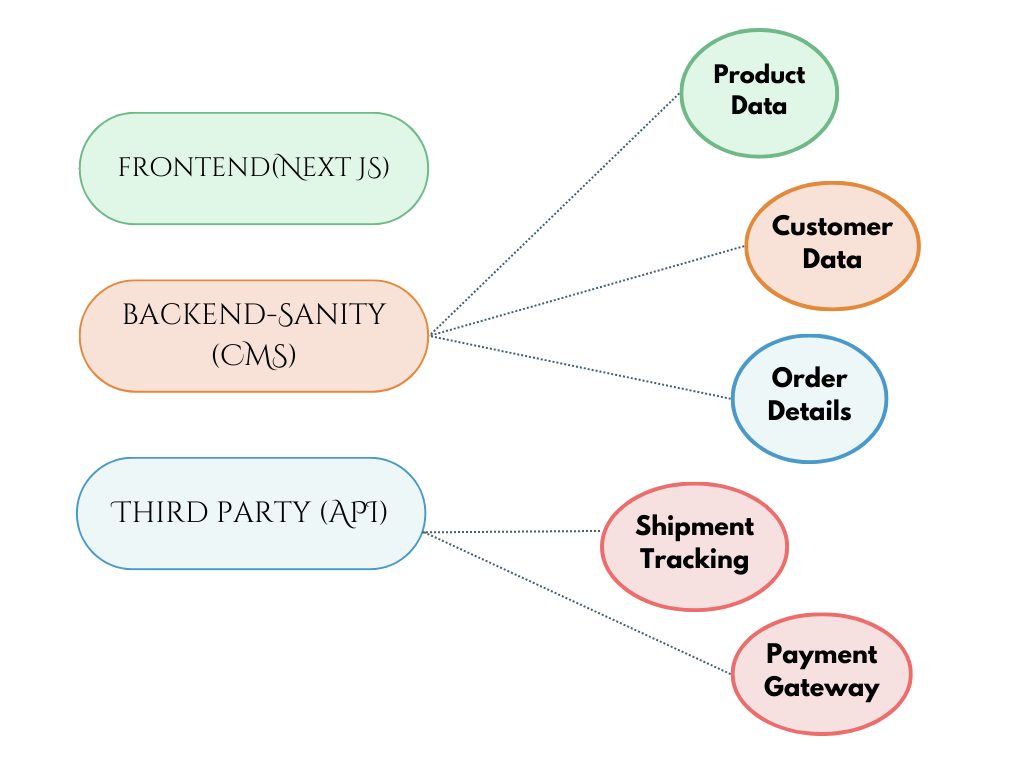 Frontend(Next JS)
Backend-Sanity
(CMS)
Third party (API)
Product
Data
Customer
Data
Order
Details
Shipment
Tracking
Payment
Gateway